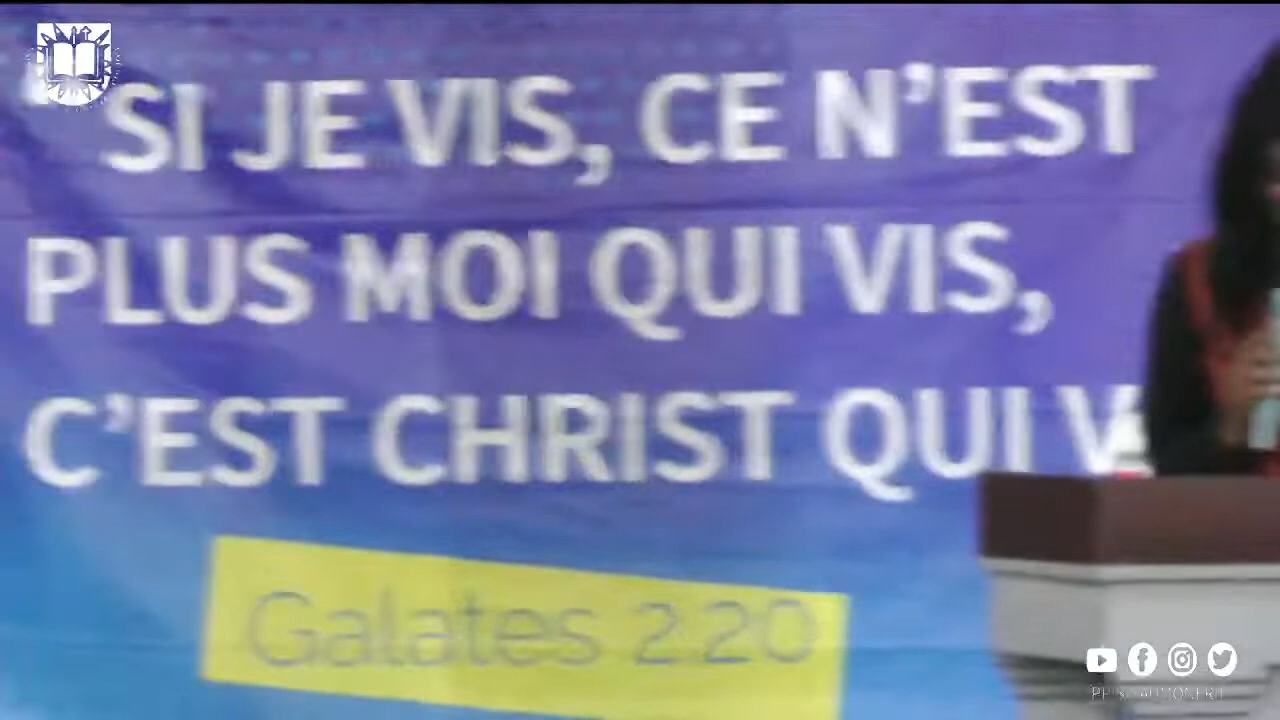 SI JE VIS, CE N'EST
PLUS MOI QUI VIS,
C'EST CHRIST QUI V
Galates 2.20